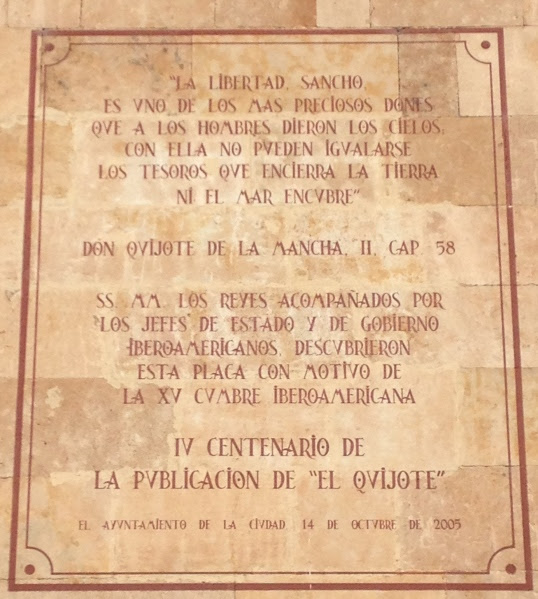 "LA LIBERTAD, SANCHO,
ES VNO DE LOS MAS PRECIOSOS DONES
QVE A LOS HOMBRES DIERON LOS CIELOS,
CON ELLA NO PVEDEN IGVALARSE
LOS TESOROS QVE ENCIERRA LA TIERRA
NI EL MAR ENCVBRE"
DON QVIJOTE DE LA MANCHA, II, CAP. 58
SS. MM. LOS REYES ACOMPAÑADOS POR
LOS JEFES DE ESTADO Y DE GOBIERNO
IBEROAMERICANOS, DESCVBRIERON
ESTA PLACA CON MOTIVO DE
LA XV CVMBRE IBEROAMERICANA
IV CENTENARIO DE
LA PVBLICACION DE "EL QVIJOTE"
EL AYVNTAMIENTO DE LA CIVDAD, 14 DE OCTVBRE DE 2005